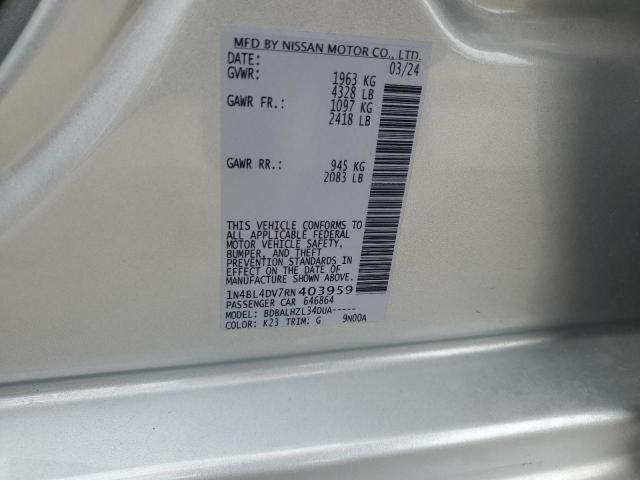 MFD BY NISSAN MOTOR CO., LTD.
DATE: 03/24
GVWR: 1963 KG
4328 LB
GAWR FR.: 1097 KG
2418 LB
GAWR RR.: 945 KG
2083 LB
THIS VEHICLE CONFORMS TO
ALL APPLICABLE FEDERAL
MOTOR VEHICLE SAFETY,
BUMPER, AND THEFT
PREVENTION STANDARDS IN
EFFECT ON THE DATE OF
MANUFACTURE SHOWN ABOVE.
1N4BL4DV7RN403959
PASSENGER CAR 646864
MODEL: BDBALHZL34DUA-----
COLOR: K23 TRIM: G 9N00A